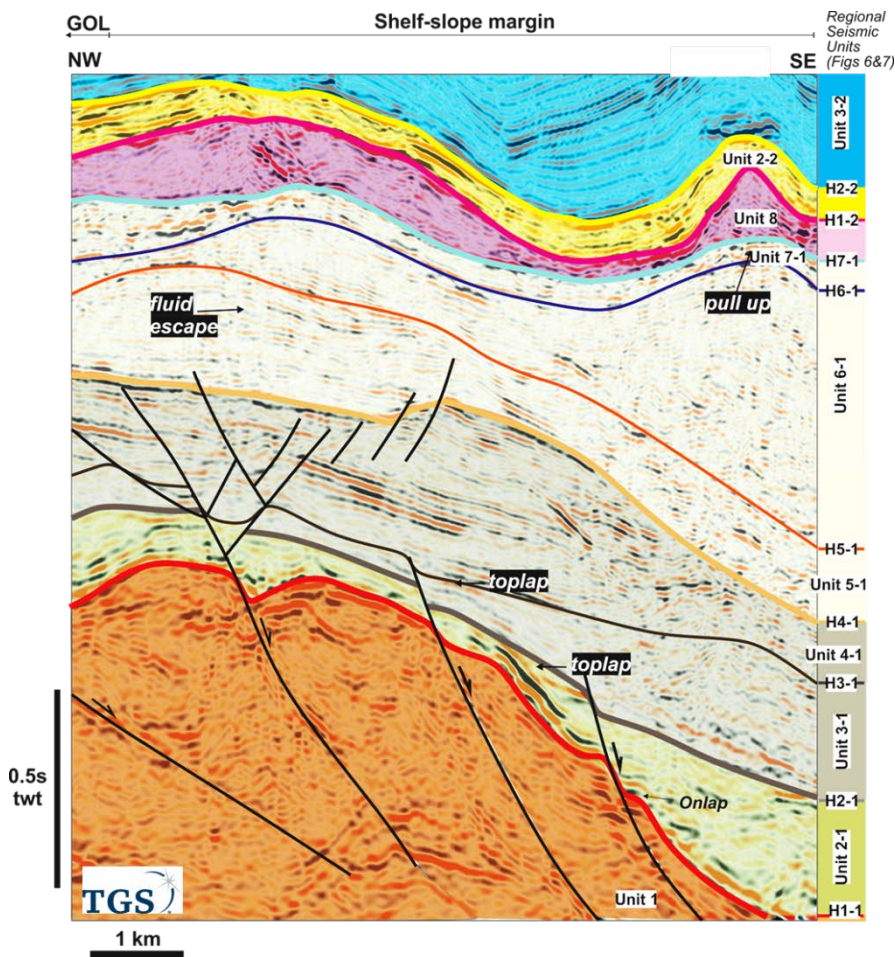 GOL
Shelf-slope margin
Regional
Seismic
Units
(Figs 6&7)
NW
SE
Unit 3-2
Unit 2-2
H2-2
H1-2
Unit 8
Unit 7-1
H7-1
H6-1
pull up
fluid
escape
Unit 6-1
H5-1
toplap
Unit 5-1
H4-1
Unit 4-1
toplap
H3-1
Unit 3-1
0.5s
twt
Onlap
H2-1
Unit 2-1
TGS
Unit 1
H1-1
1 km